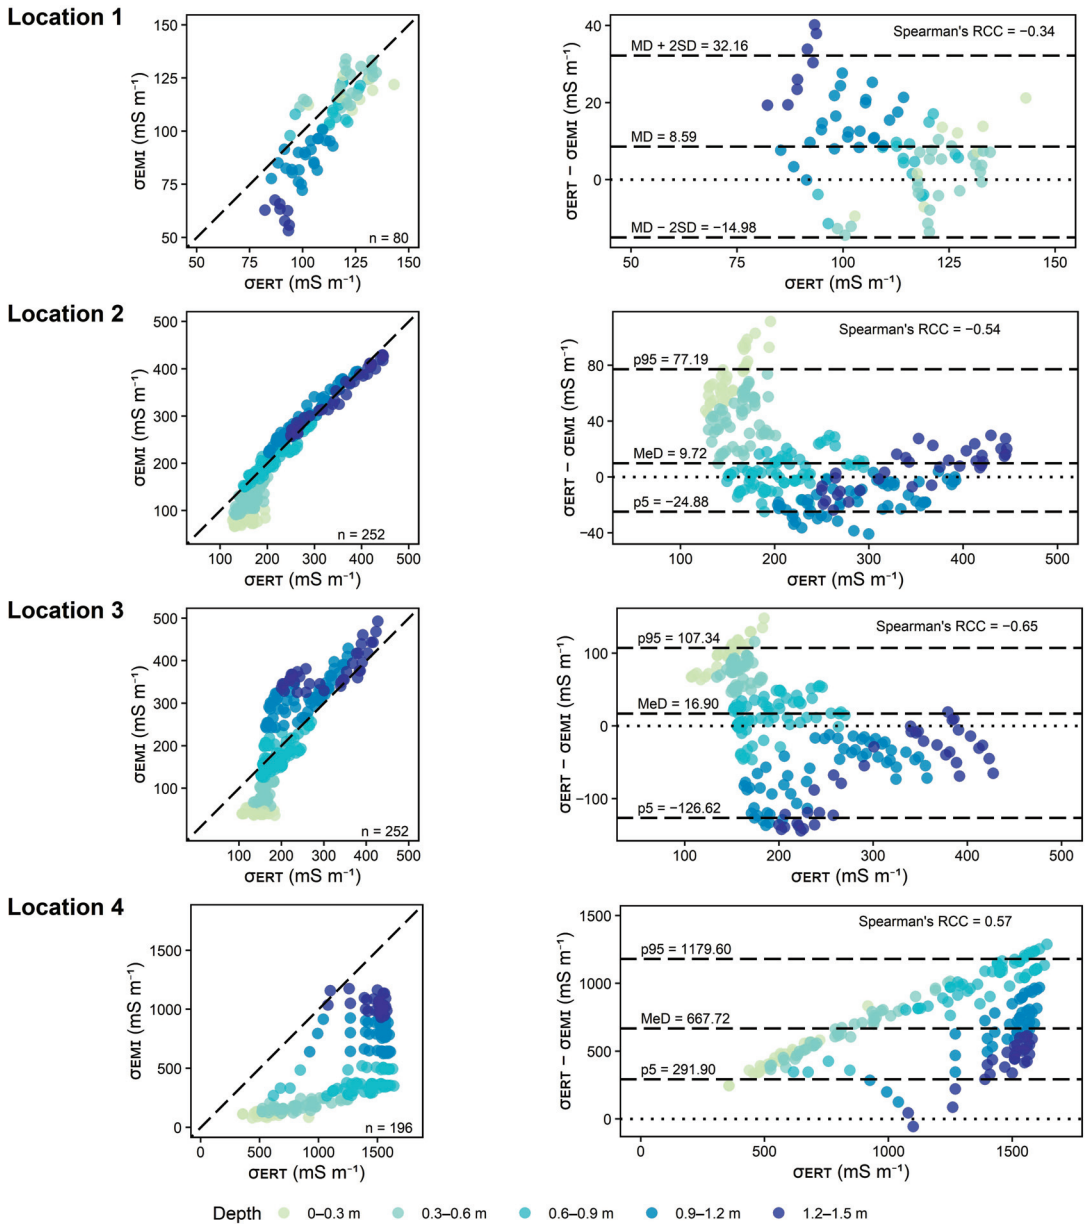 Location 1
150
125
100
75
50
σEMI (mS m⁻¹)
n = 80
50 75 100 125 150
σERT (mS m⁻¹)
40
20
0
σERT − σEMI (mS m⁻¹)
Spearman's RCC = −0.34
MD + 2SD = 32.16
MD = 8.59
MD − 2SD = −14.98
50 75 100 125 150
σERT (mS m⁻¹)
Location 2
500
400
300
200
100
σEMI (mS m⁻¹)
n = 252
100 200 300 400 500
σERT (mS m⁻¹)
80
40
0
−40
σERT − σEMI (mS m⁻¹)
Spearman's RCC = −0.54
p95 = 77.19
MeD = 9.72
p5 = −24.88
100 200 300 400 500
σERT (mS m⁻¹)
Location 3
500
400
300
200
100
σEMI (mS m⁻¹)
n = 252
100 200 300 400 500
σERT (mS m⁻¹)
100
0
−100
σERT − σEMI (mS m⁻¹)
Spearman's RCC = −0.65
p95 = 107.34
MeD = 16.90
p5 = −126.62
100 200 300 400 500
σERT (mS m⁻¹)
Location 4
1500
1000
500
0
σEMI (mS m⁻¹)
n = 196
0 500 1000 1500
σERT (mS m⁻¹)
1500
1000
500
0
σERT − σEMI (mS m⁻¹)
Spearman's RCC = 0.57
p95 = 1179.60
MeD = 667.72
p5 = 291.90
0 500 1000 1500
σERT (mS m⁻¹)
Depth 0–0.3 m 0.3–0.6 m 0.6–0.9 m 0.9–1.2 m 1.2–1.5 m